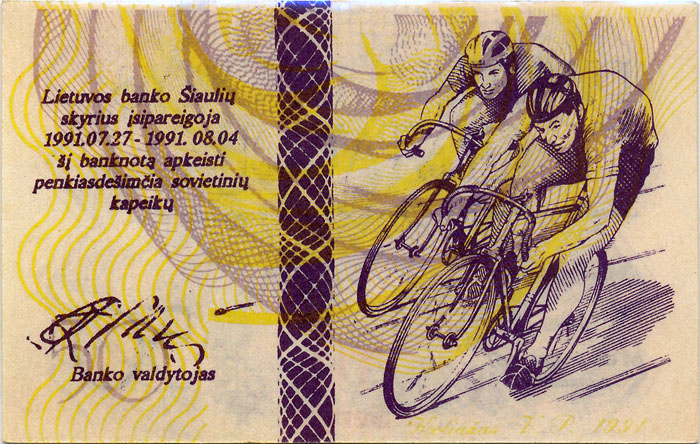 Lietuvos banko Šiaulių
skyrius įsipareigoja
1991.07.27 - 1991. 08.04
šį banknotą apkeisti
penkiasdešimčia sovietinių
kapeikų
Banko valdytojas
1991